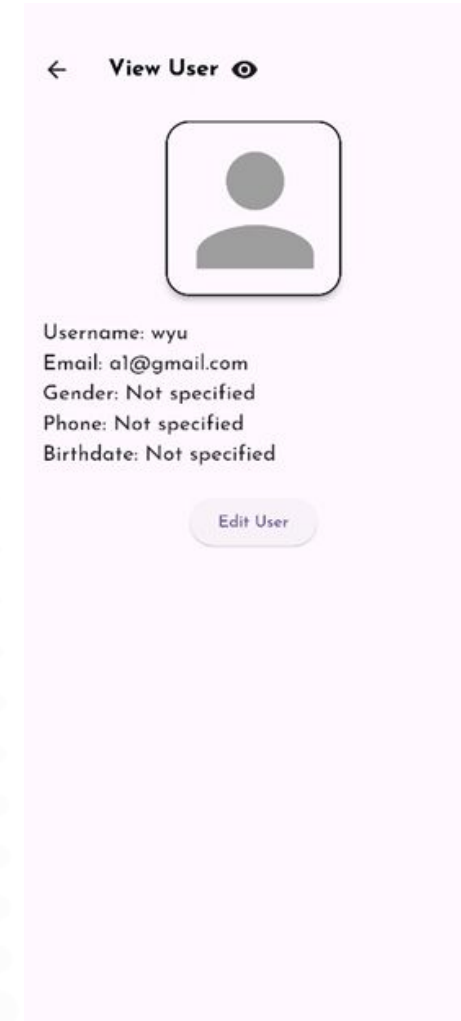 View User
Username: wyu
Email: a1@gmail.com
Gender: Not specified
Phone: Not specified
Birthdate: Not specified
Edit User